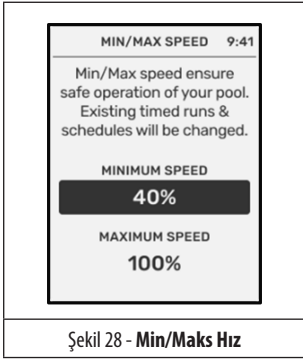 MIN/MAX SPEED 9:41
Min/Max speed ensure
safe operation of your pool.
Existing timed runs &
schedules will be changed.
MINIMUM SPEED
40%
MAXIMUM SPEED
100%
Şekil 28 - Min/Maks Hız